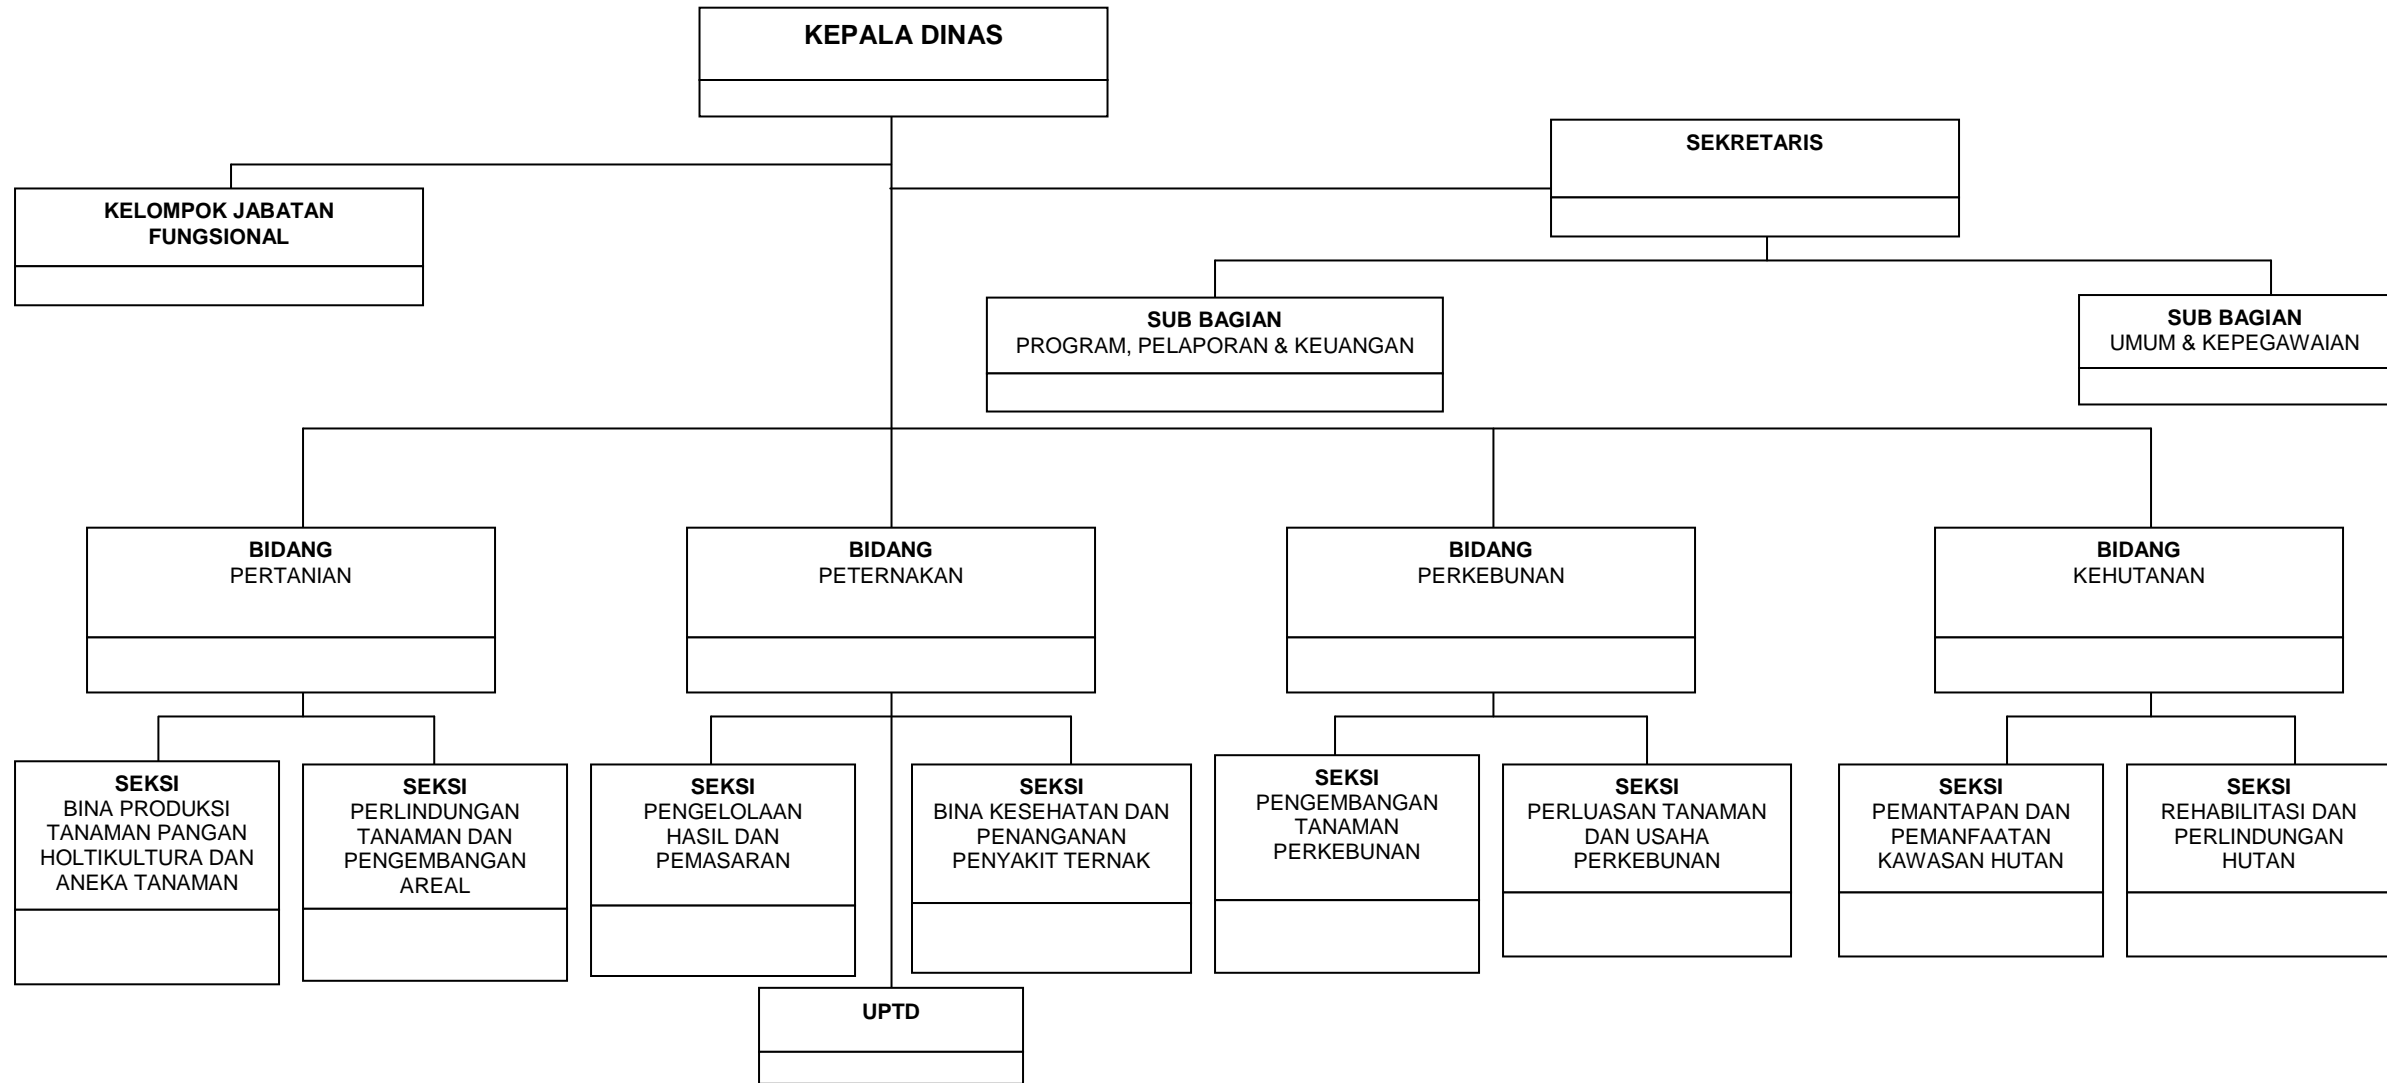 KEPALA DINAS
SEKRETARIS
KELOMPOK JABATAN
FUNGSIONAL
SUB BAGIAN
PROGRAM, PELAPORAN & KEUANGAN
SUB BAGIAN
UMUM & KEPEGAWAIAN
BIDANG
PERTANIAN
BIDANG
PETERNAKAN
BIDANG
PERKEBUNAN
BIDANG
KEHUTANAN
SEKSI
BINA PRODUKSI
TANAMAN PANGAN
HOLTIKULTURA DAN
ANEKA TANAMAN
SEKSI
PERLINDUNGAN
TANAMAN DAN
PENGEMBANGAN
AREAL
SEKSI
PENGELOLAAN
HASIL DAN
PEMASARAN
SEKSI
BINA KESEHATAN DAN
PENANGANAN
PENYAKIT TERNAK
SEKSI
PENGEMBANGAN
TANAMAN
PERKEBUNAN
SEKSI
PERLUASAN TANAMAN
DAN USAHA
PERKEBUNAN
SEKSI
PEMANTAPAN DAN
PEMANFAATAN
KAWASAN HUTAN
SEKSI
REHABILITASI DAN
PERLINDUNGAN
HUTAN
UPTD